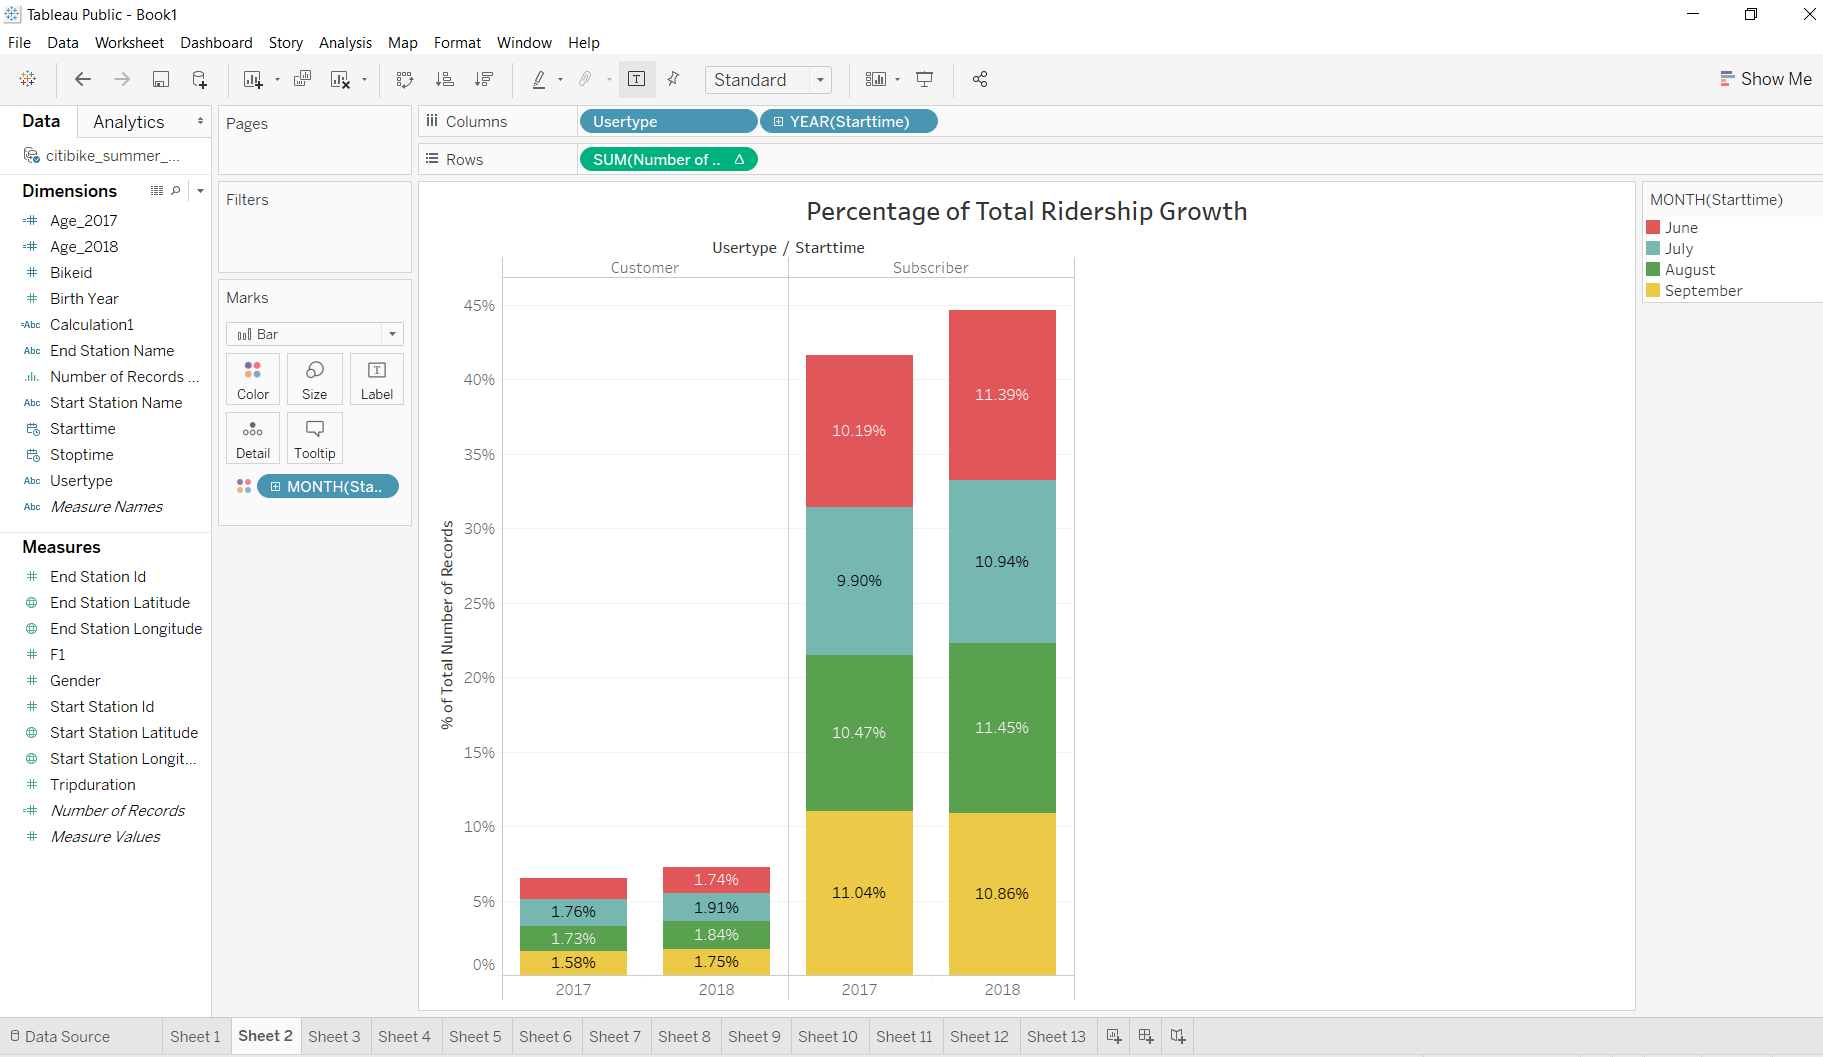 Tableau Public - Book1
File Data Worksheet Dashboard Story Analysis Map Format Window Help
Standard
Show Me
Data Analytics
citibike_summer_...
Dimensions
Age_2017
Age_2018
Bikeid
Birth Year
Abc Calculation1
Abc End Station Name
Number of Records ...
Abc Start Station Name
Starttime
Stoptime
Abc Usertype
Abc Measure Names
Measures
End Station Id
End Station Latitude
End Station Longitude
F1
Gender
Start Station Id
Start Station Latitude
Start Station Longit...
Tripduration
Number of Records
Measure Values
Pages
Filters
Marks
Bar
Color Size Label
Detail Tooltip
MONTH(Sta..
Columns Usertype YEAR(Starttime)
Rows SUM(Number of .. Δ
Percentage of Total Ridership Growth
Usertype / Starttime
Customer Subscriber
% of Total Number of Records
45%
40%
35%
30%
25%
20%
15%
10%
5%
0%
1.76%
1.73%
1.58%
1.74%
1.91%
1.84%
1.75%
10.19%
9.90%
10.47%
11.04%
11.39%
10.94%
11.45%
10.86%
2017 2018 2017 2018
MONTH(Starttime)
June
July
August
September
Data Source Sheet 1 Sheet 2 Sheet 3 Sheet 4 Sheet 5 Sheet 6 Sheet 7 Sheet 8 Sheet 9 Sheet 10 Sheet 11 Sheet 12 Sheet 13